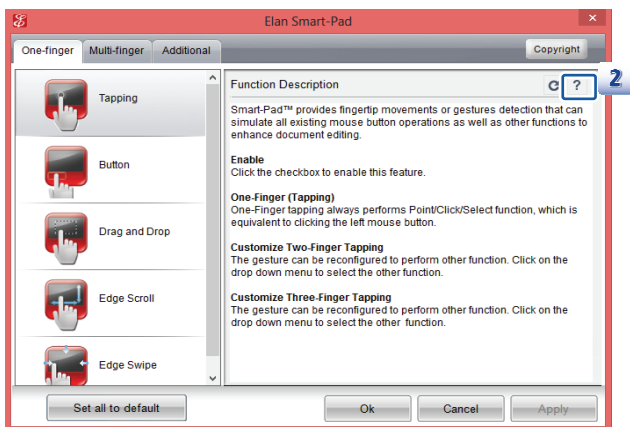 Elan Smart-Pad
One-finger Multi-finger Additional Copyright
Tapping
Button
Drag and Drop
Edge Scroll
Edge Swipe
Function Description ?
2
Smart-Pad™ provides fingertip movements or gestures detection that can
simulate all existing mouse button operations as well as other functions to
enhance document editing.
Enable
Click the checkbox to enable this feature.
One-Finger (Tapping)
One-Finger tapping always performs Point/Click/Select function, which is
equivalent to clicking the left mouse button.
Customize Two-Finger Tapping
The gesture can be reconfigured to perform other function. Click on the
drop down menu to select the other function.
Customize Three-Finger Tapping
The gesture can be reconfigured to perform other function. Click on the
drop down menu to select the other function.
Set all to default Ok Cancel Apply